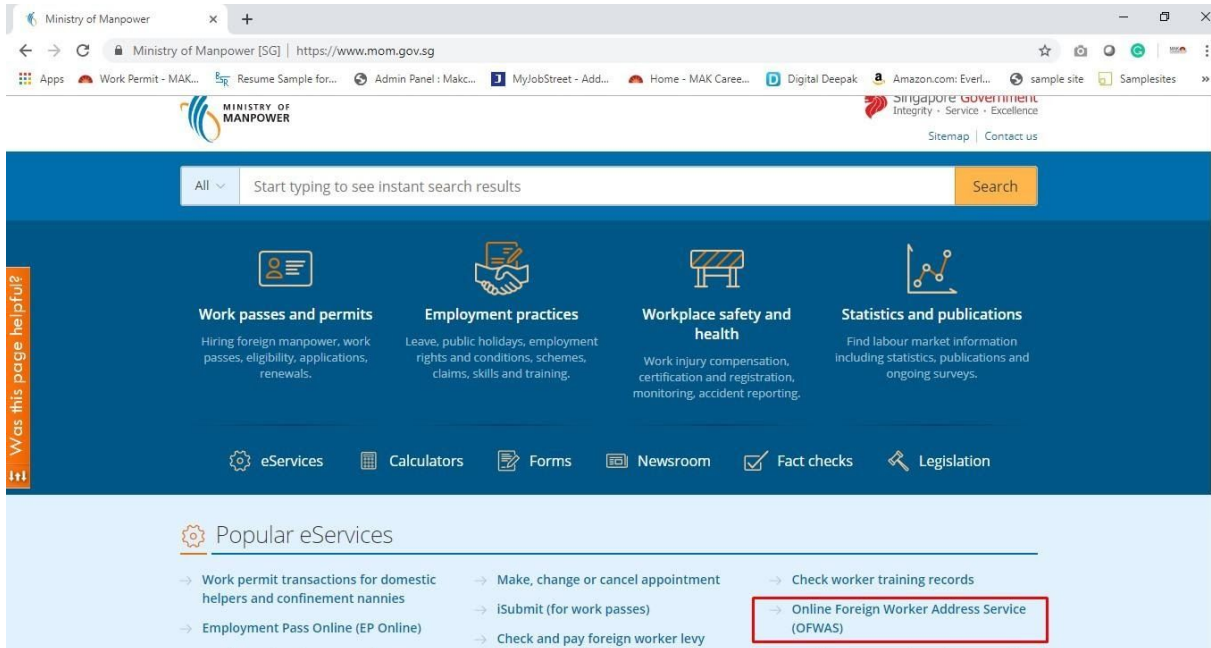 Ministry of Manpower
Ministry of Manpower [SG] | https://www.mom.gov.sg
Apps Work Permit - MAK... Resume Sample for... Admin Panel : Makc... MyJobStreet - Add... Home - MAK Caree... Digital Deepak Amazon.com: Everl... sample site Samplesites »
MINISTRY OF
MANPOWER
Singapore Government
Integrity · Service · Excellence
Sitemap | Contact us
All Start typing to see instant search results Search
Was this page helpful?
Work passes and permits
Hiring foreign manpower, work
passes, eligibility, applications,
renewals.
Employment practices
Leave, public holidays, employment
rights and conditions, schemes,
claims, skills and training.
Workplace safety and
health
Work injury compensation,
certification and registration,
monitoring, accident reporting.
Statistics and publications
Find labour market information
including statistics, publications and
ongoing surveys.
eServices Calculators Forms Newsroom Fact checks Legislation
Popular eServices
Work permit transactions for domestic
helpers and confinement nannies
Employment Pass Online (EP Online)
Make, change or cancel appointment
iSubmit (for work passes)
Check and pay foreign worker levy
Check worker training records
Online Foreign Worker Address Service
(OFWAS)